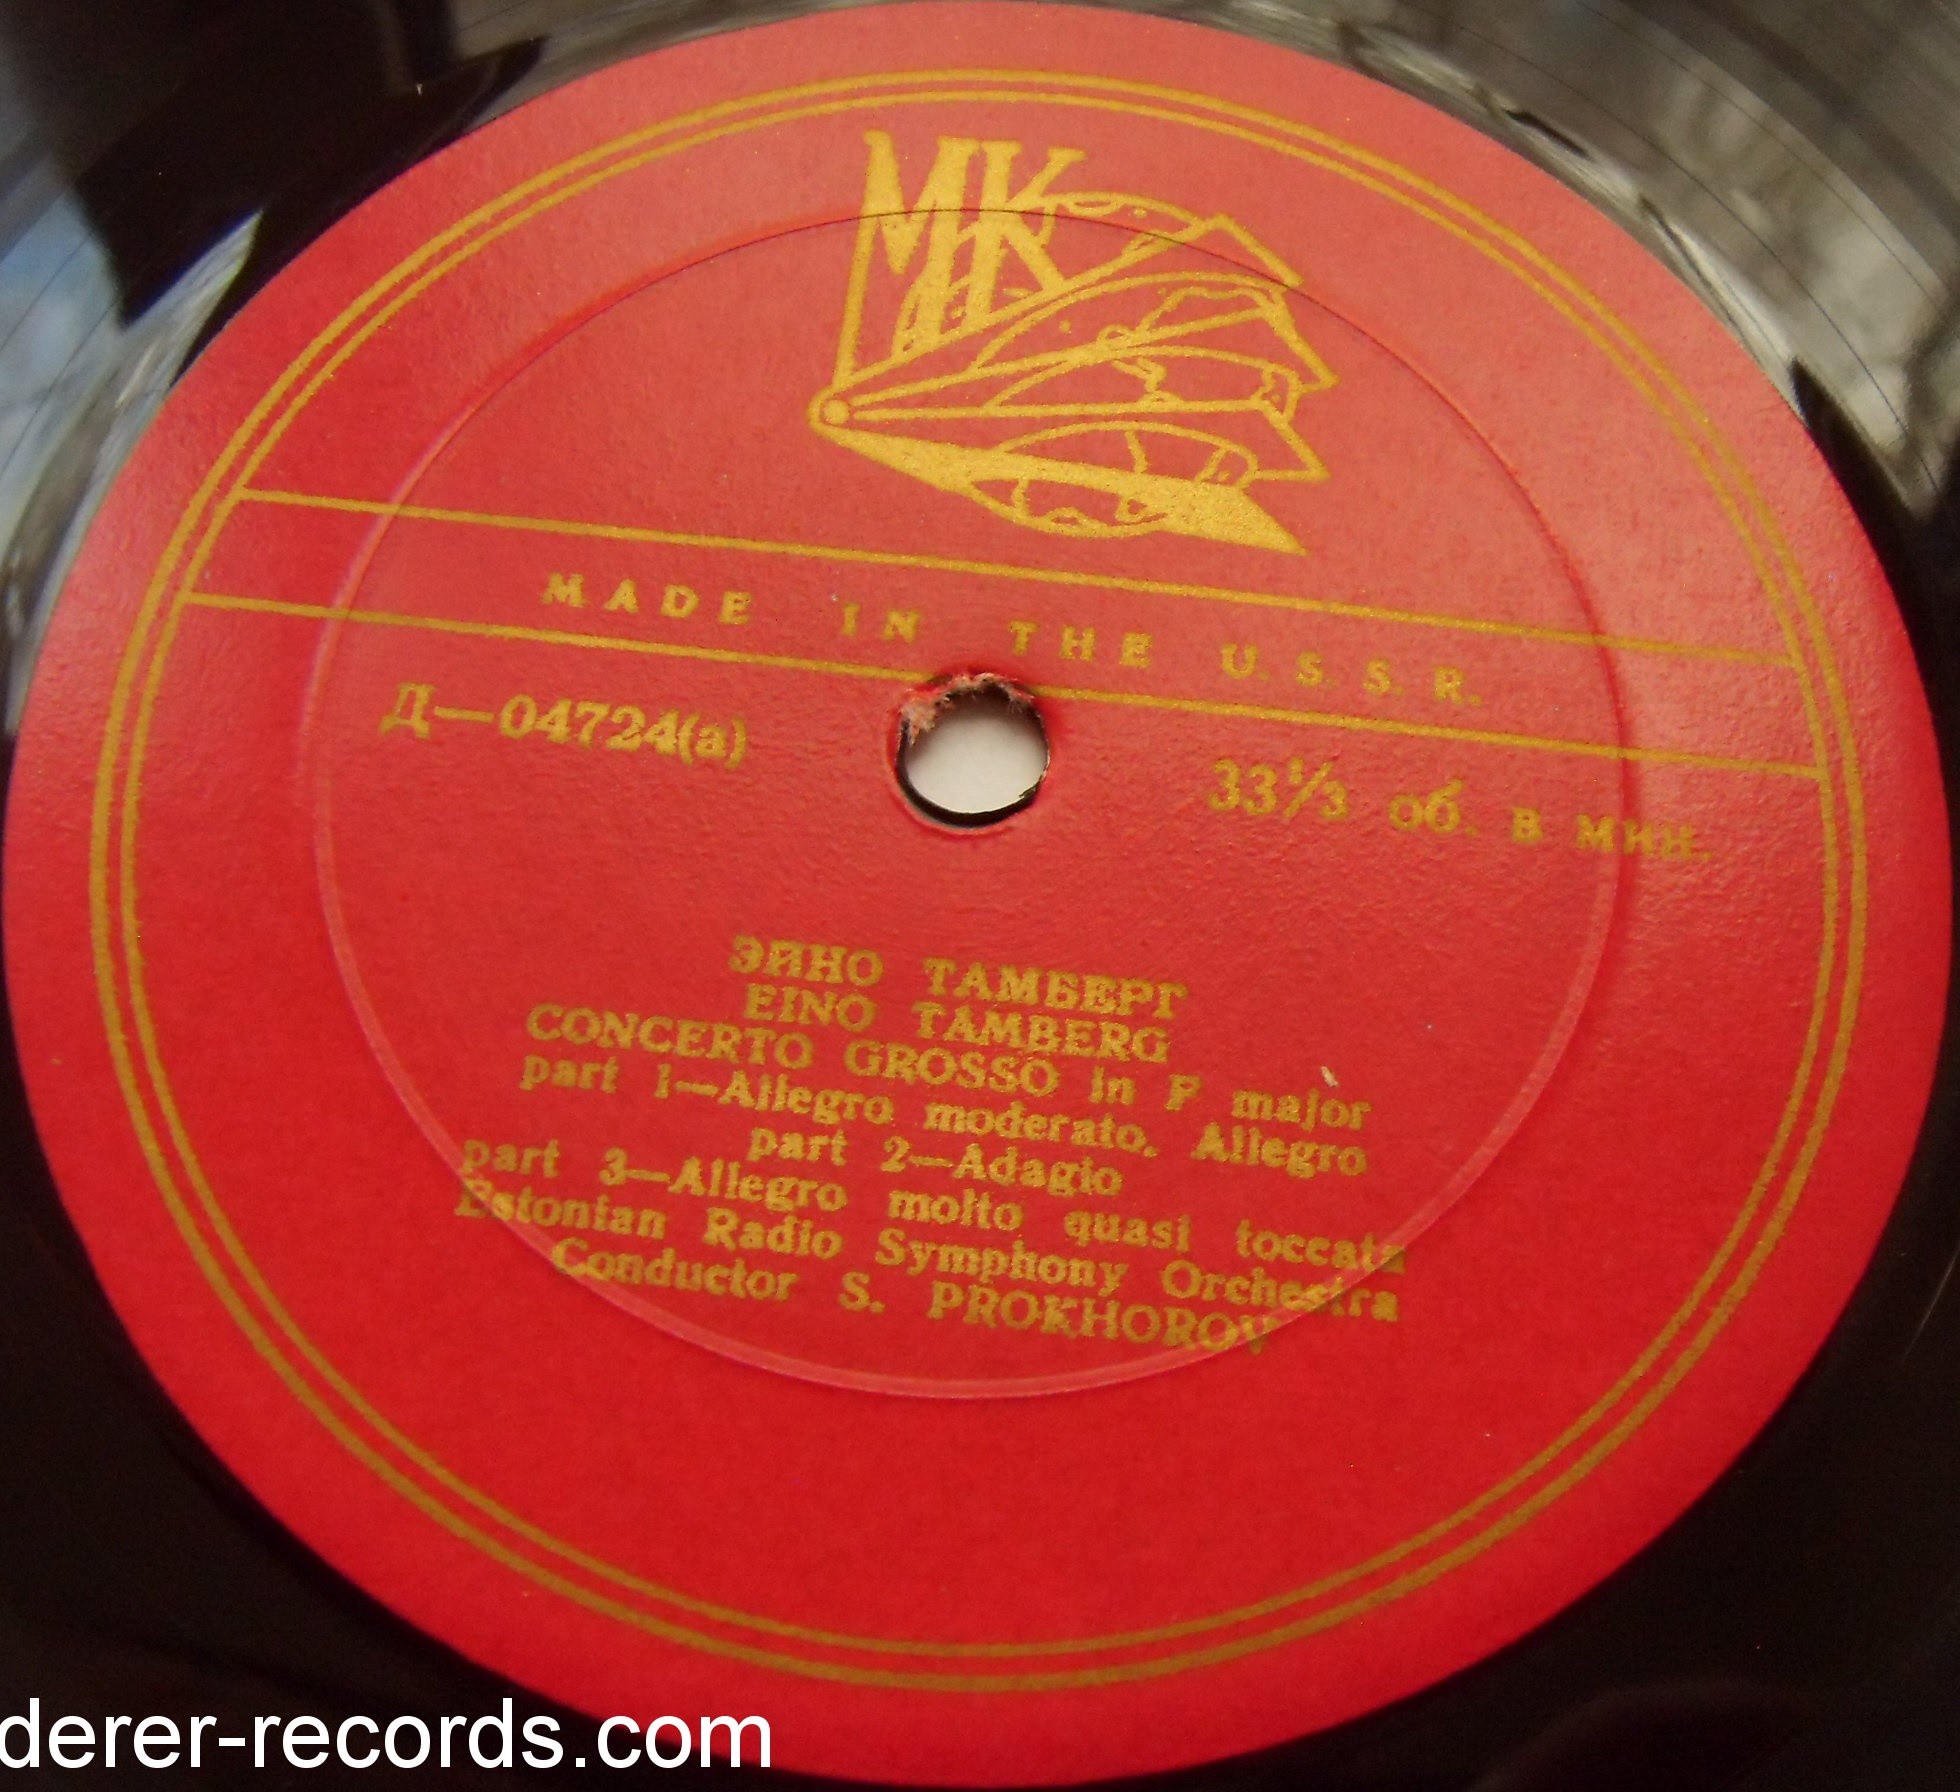 МК
MADE IN THE U.S.S.R.
Д—04724(а)
33⅓ об. в мин.
ЭЙНО ТАМБЕРГ
EINO TAMBERG
CONCERTO GROSSO in F major
part 1—Allegro moderato. Allegro
part 2—Adagio
part 3—Allegro molto quasi toccata
Estonian Radio Symphony Orchestra
Conductor S. PROKHOROV
derer-records.com